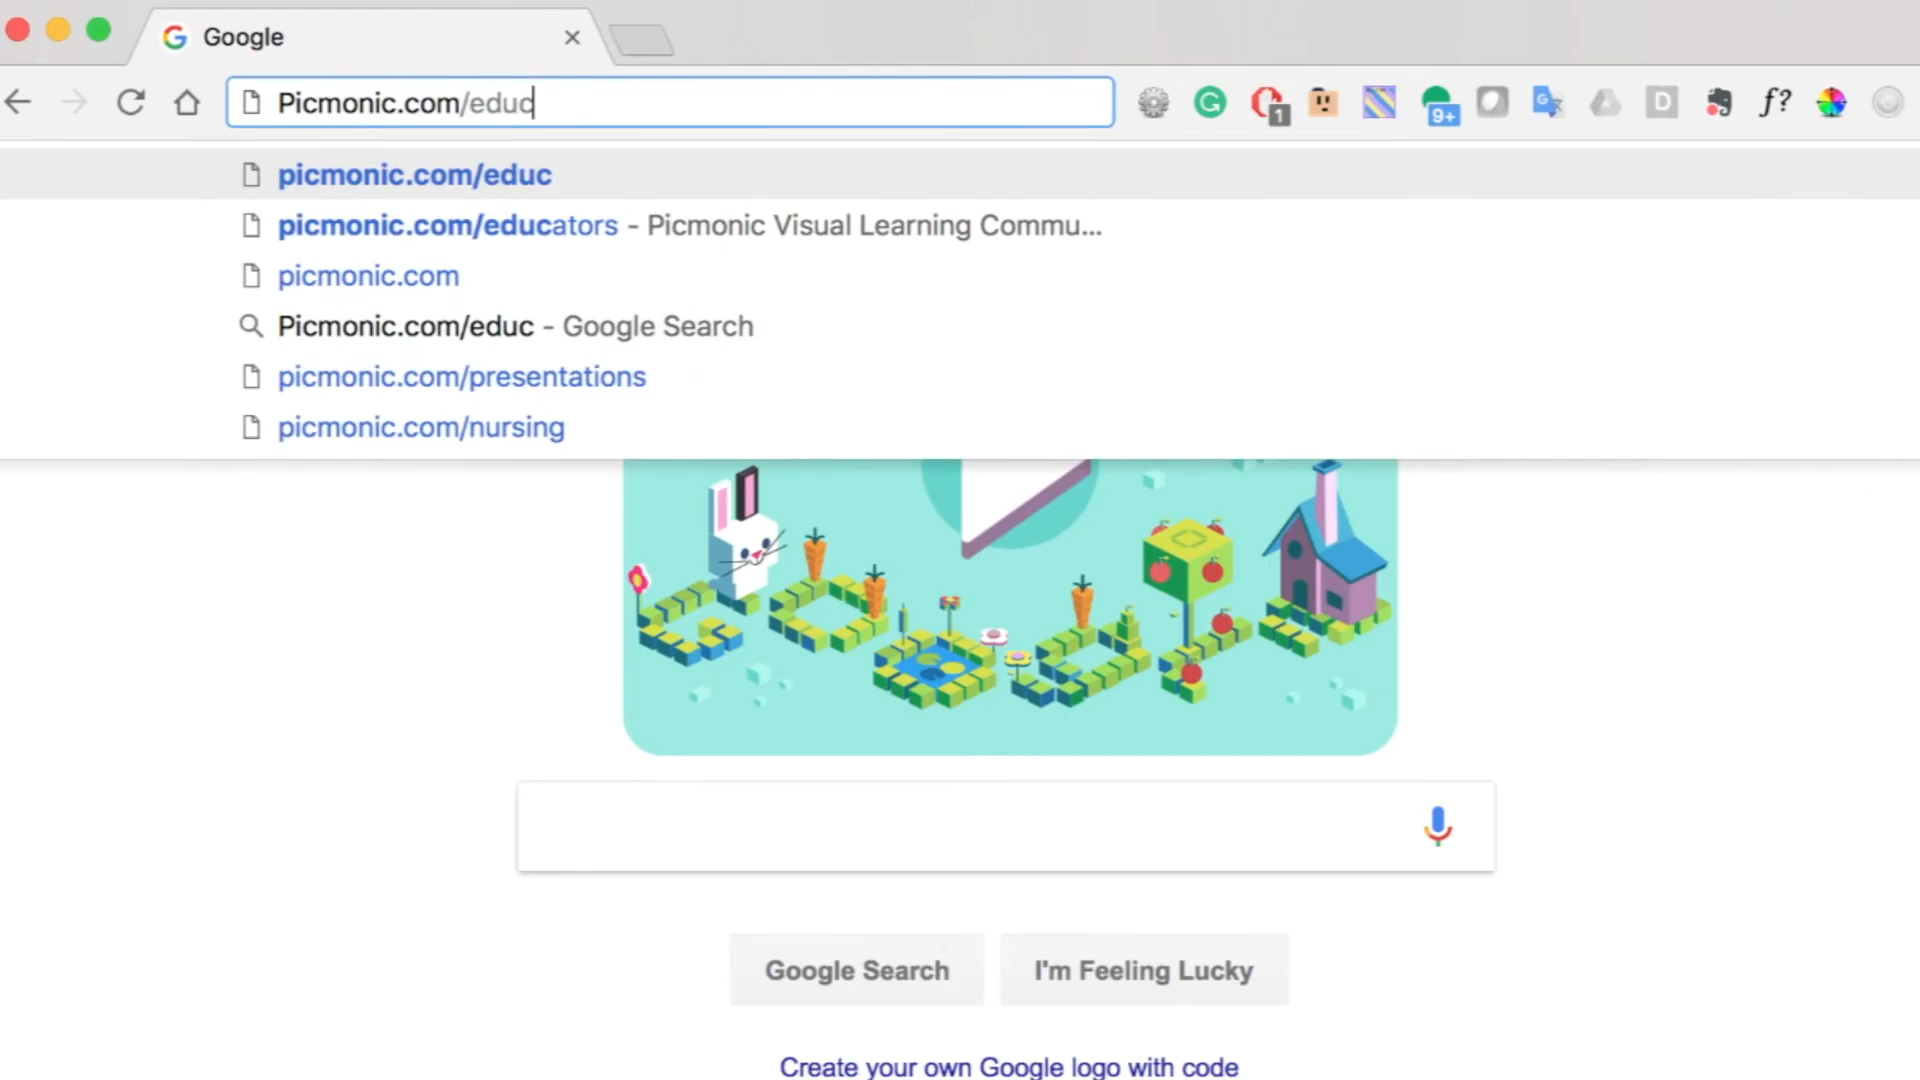 Google
Picmonic.com/educ
1
9+
D
f?
picmonic.com/educ
picmonic.com/educators - Picmonic Visual Learning Commu...
picmonic.com
Picmonic.com/educ - Google Search
picmonic.com/presentations
picmonic.com/nursing
Google Search
I'm Feeling Lucky
Create your own Google logo with code